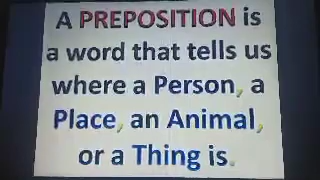 A PREPOSITION is
a word that tells us
where a Person, a
Place, an Animal,
or a Thing is.